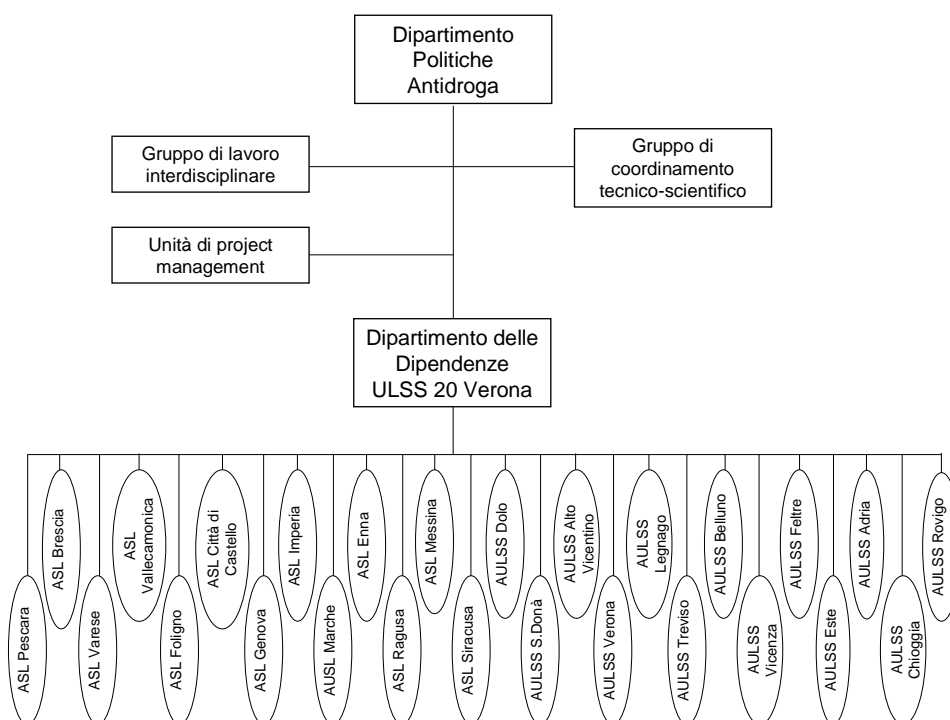 Dipartimento
Politiche
Antidroga
Gruppo di lavoro
interdisciplinare
Gruppo di
coordinamento
tecnico-scientifico
Unità di project
management
Dipartimento delle
Dipendenze
ULSS 20 Verona
ASL Pescara
ASL Brescia
ASL Varese
ASL
Vallecamonica
ASL Foligno
ASL Città di
Castello
ASL Genova
ASL Imperia
AUSL Marche
ASL Enna
ASL Ragusa
ASL Messina
ASL Siracusa
AULSS Dolo
AULSS S.Donà
AULSS Alto
Vicentino
AULSS Verona
AULSS
Legnago
AULSS Treviso
AULSS Belluno
AULSS
Vicenza
AULSS Feltre
AULSS Este
AULSS Adria
AULSS
Chioggia
AULSS Rovigo